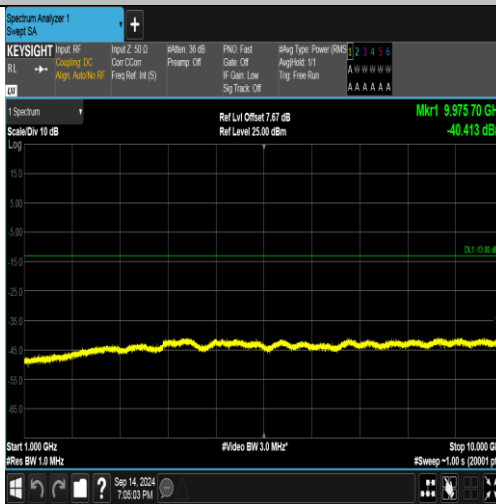 Spectrum Analyzer 1
Swept SA
+
KEYSIGHT
RL
Input: RF
Coupling: DC
Align: Auto/No RF
Input Z: 50 Ω
Corr CCorr
Freq Ref: Int (S)
#Atten: 36 dB
Preamp: Off
PNO: Fast
Gate: Off
IF Gain: Low
Sig Track: Off
#Avg Type: Power (RMS
Avg|Hold: 1/1
Trig: Free Run
1 2 3 4 5 6
A W W W W W
A A A A A A
1 Spectrum
Scale/Div 10 dB
Log
Ref Lvl Offset 7.67 dB
Ref Level 25.00 dBm
Mkr1 9.975 70 GH
-40.413 dB
15.0
5.00
-5.00
-15.0
-25.0
-35.0
-45.0
-55.0
-65.0
DL1 -13.00 d
Start 1.000 GHz
#Res BW 1.0 MHz
#Video BW 3.0 MHz*
Stop 10.000 G
#Sweep ~1.00 s (20001 pt
?
Sep 14, 2024
7:05:03 PM